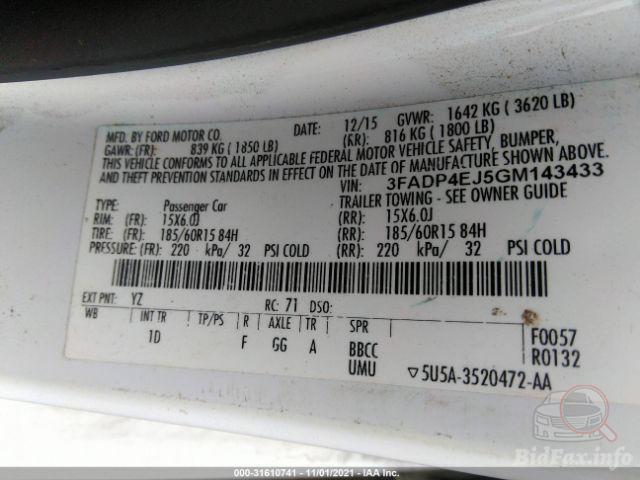 MFD. BY FORD MOTOR CO. DATE: 12/15 GVWR: 1642 KG ( 3620 LB)
GAWR: (FR): 839 KG ( 1850 LB) (RR): 816 KG ( 1800 LB)
THIS VEHICLE CONFORMS TO ALL APPLICABLE FEDERAL MOTOR VEHICLE SAFETY, BUMPER,
AND THEFT PREVENTION STANDARDS IN EFFECT ON THE DATE OF MANUFACTURE SHOWN ABOVE.
VIN: 3FADP4EJ5GM143433
TYPE: Passenger Car TRAILER TOWING - SEE OWNER GUIDE
RIM: (FR): 15X6.0J (RR): 15X6.0J
TIRE: (FR): 185/60R15 84H (RR): 185/60R15 84H
PRESSURE: (FR): 220 kPa/ 32 PSI COLD (RR): 220 kPa/ 32 PSI COLD
EXT PNT: YZ RC: 71 DSO:
WB INT TR TP/PS R AXLE TR SPR F0057
1D F GG A BBCC R0132
UMU ▽5U5A-3520472-AA
BidFax.info
000-31610741 - 11/01/2021 - IAA Inc.